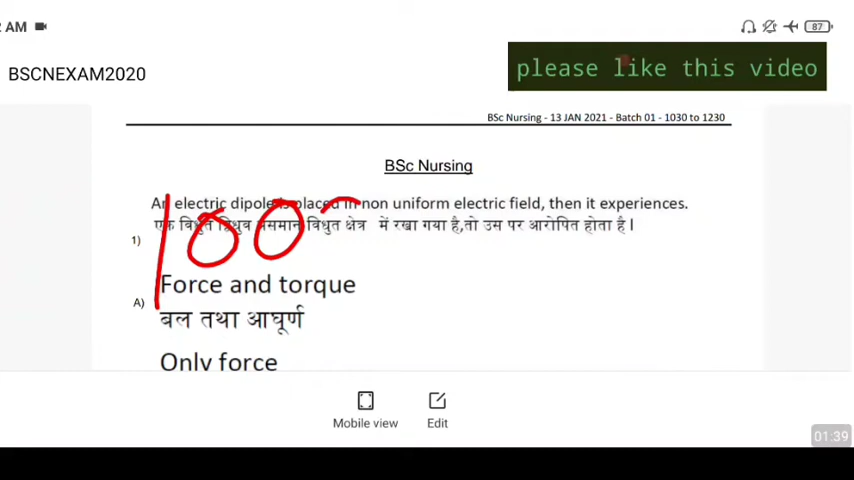 2 AM
87
please like this video
BSCNEXAM2020
BSc Nursing - 13 JAN 2021 - Batch 01 - 1030 to 1230
BSc Nursing
An electric dipole is placed in non uniform electric field, then it experiences.
एक विधुत द्विधुव असमान विधुत क्षेत्र में रखा गया है,तो उस पर आरोपित होता है।
1)
Force and torque
A)
बल तथा आघूर्ण
Only force
Mobile view
Edit
01:39